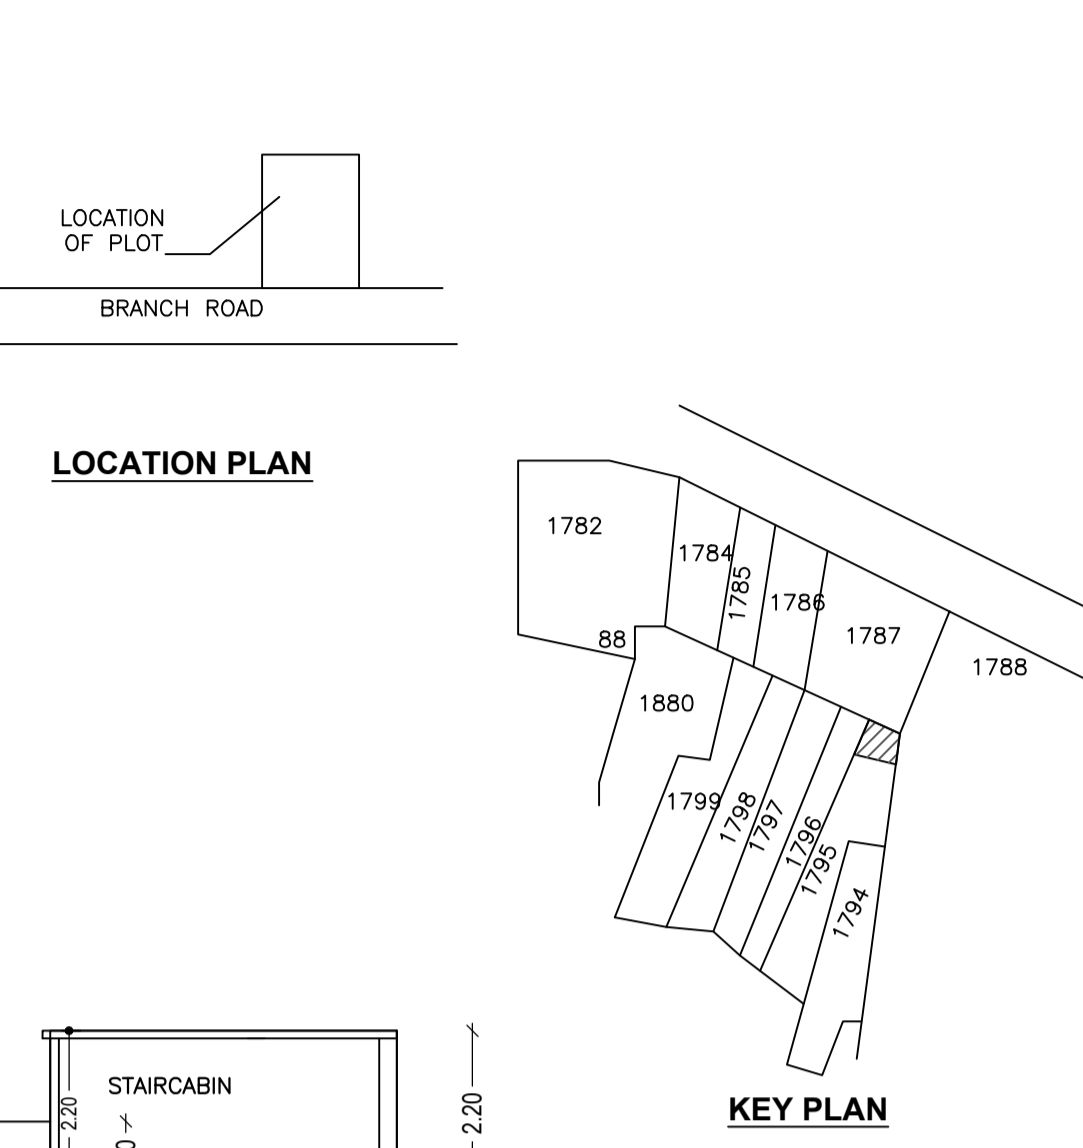 LOCATION
OF PLOT
BRANCH ROAD
LOCATION PLAN
1782
1784
1785
1786
1787
1788
88
1880
1799
1798
1797
1796
1795
1794
STAIRCABIN
2.20
2.20
KEY PLAN